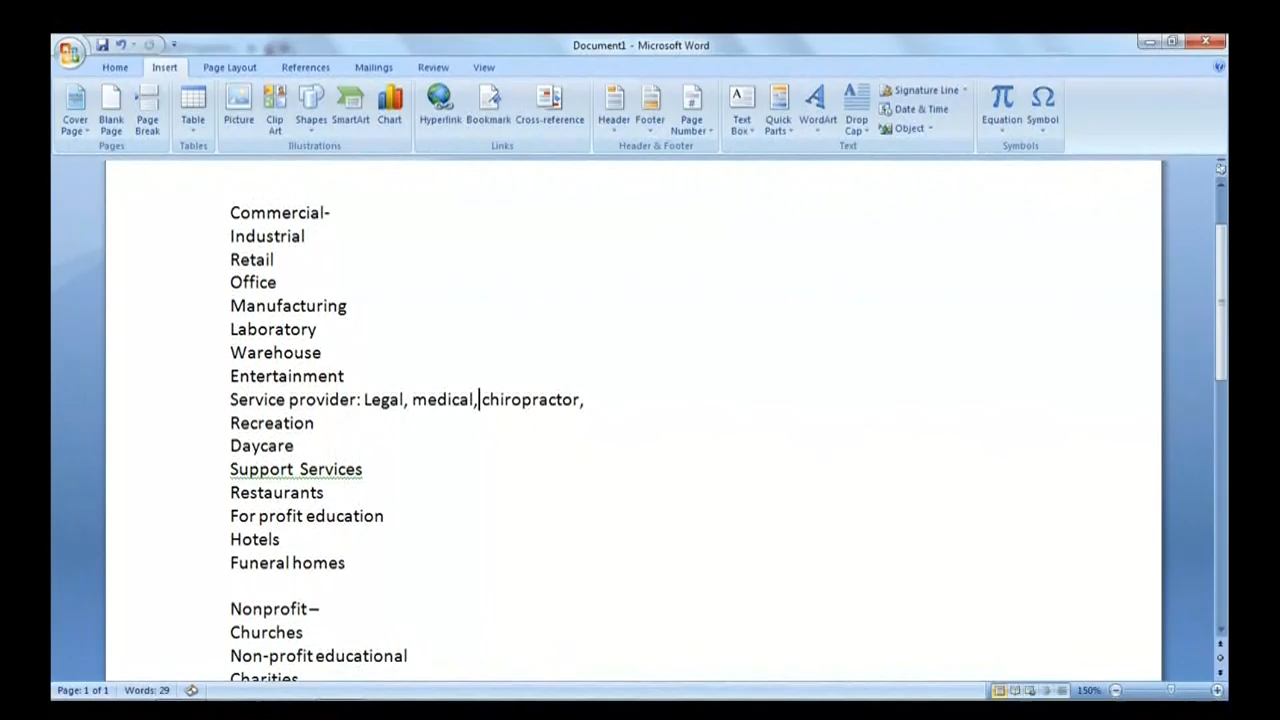 Document1 - Microsoft Word
Home Insert Page Layout References Mailings Review View
Cover Page Blank Page Page Break Table Picture Clip Art Shapes SmartArt Chart Hyperlink Bookmark Cross-reference Header Footer Page Number Text Box Quick Parts WordArt Drop Cap Signature Line Date & Time Object Equation Symbol
Pages Tables Illustrations Links Header & Footer Text Symbols
Commercial-
Industrial
Retail
Office
Manufacturing
Laboratory
Warehouse
Entertainment
Service provider: Legal, medical,chiropractor,
Recreation
Daycare
Support Services
Restaurants
For profit education
Hotels
Funeral homes
Nonprofit –
Churches
Non-profit educational
Charities
Page: 1 of 1 Words: 29 150%